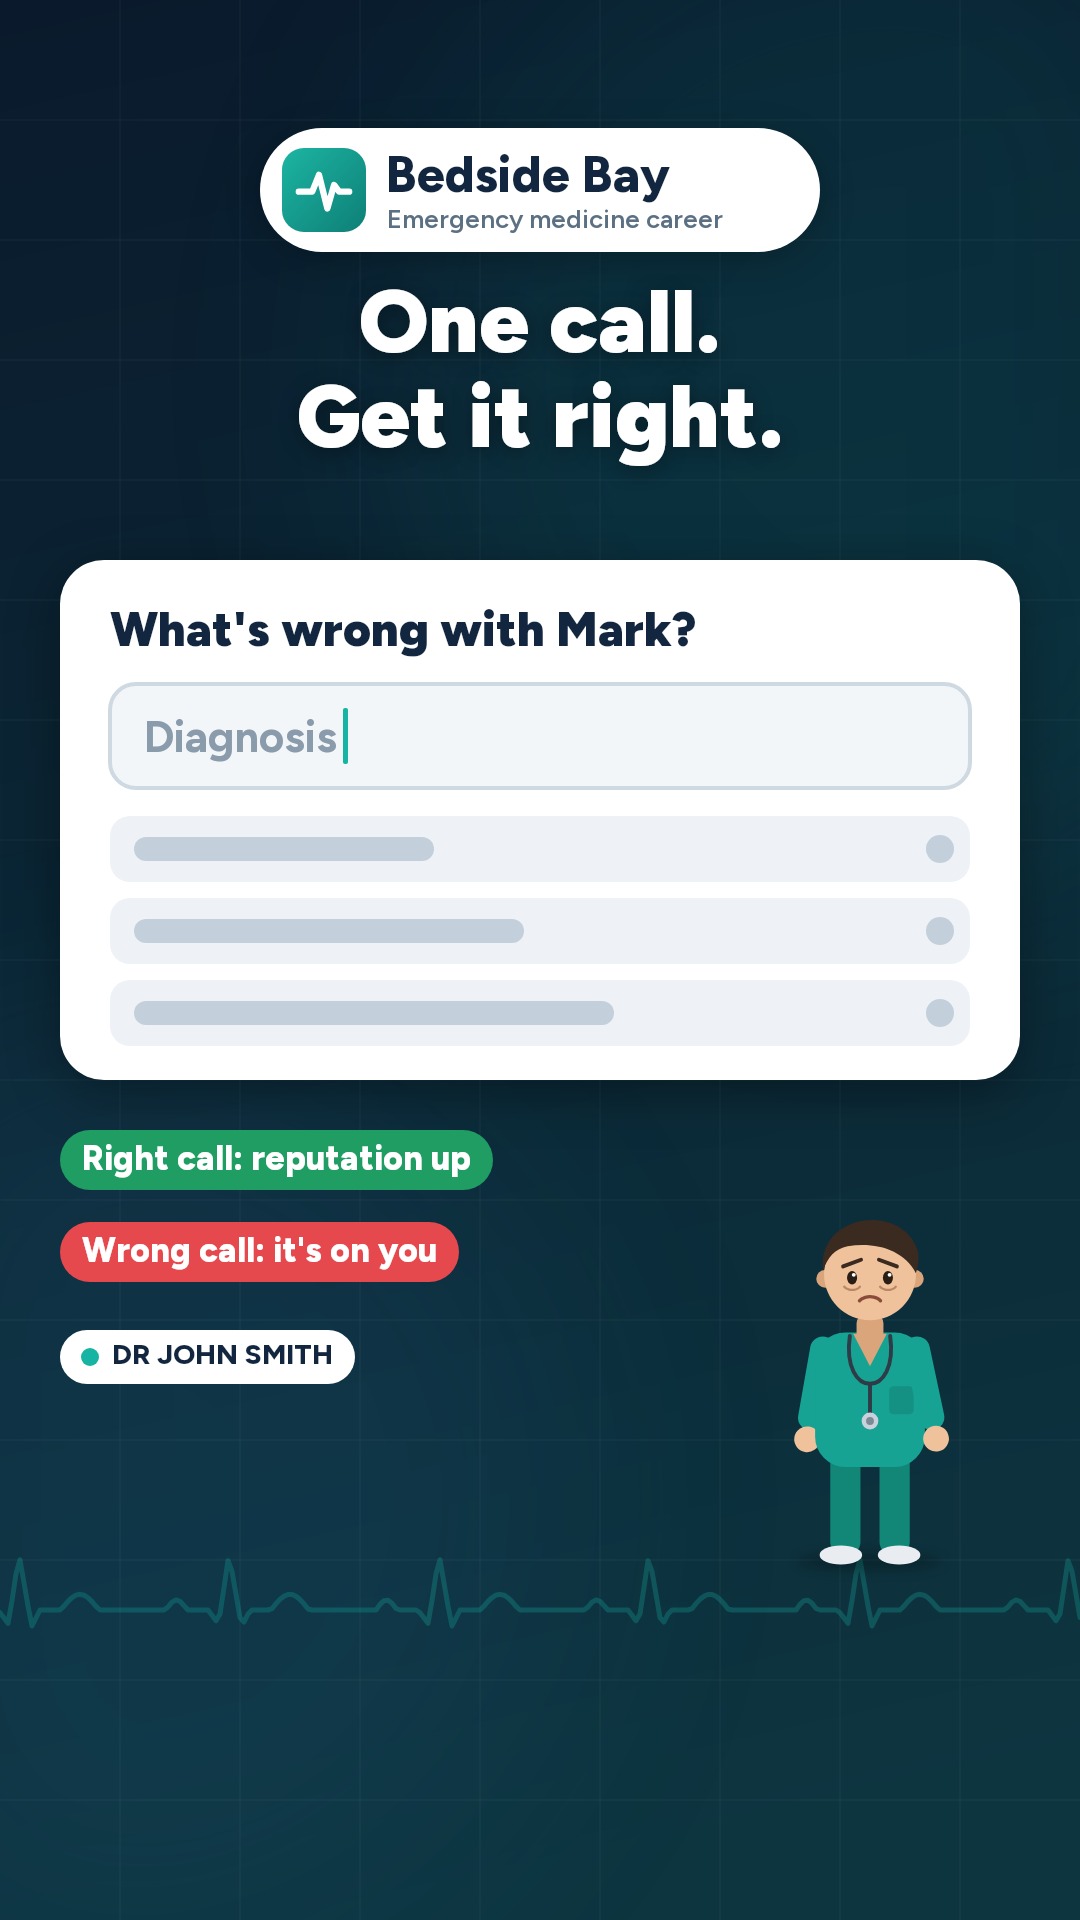 Bedside Bay
Emergency medicine career
One call.
Get it right.
What's wrong with Mark?
Diagnosis
Right call: reputation up
Wrong call: it's on you
DR JOHN SMITH